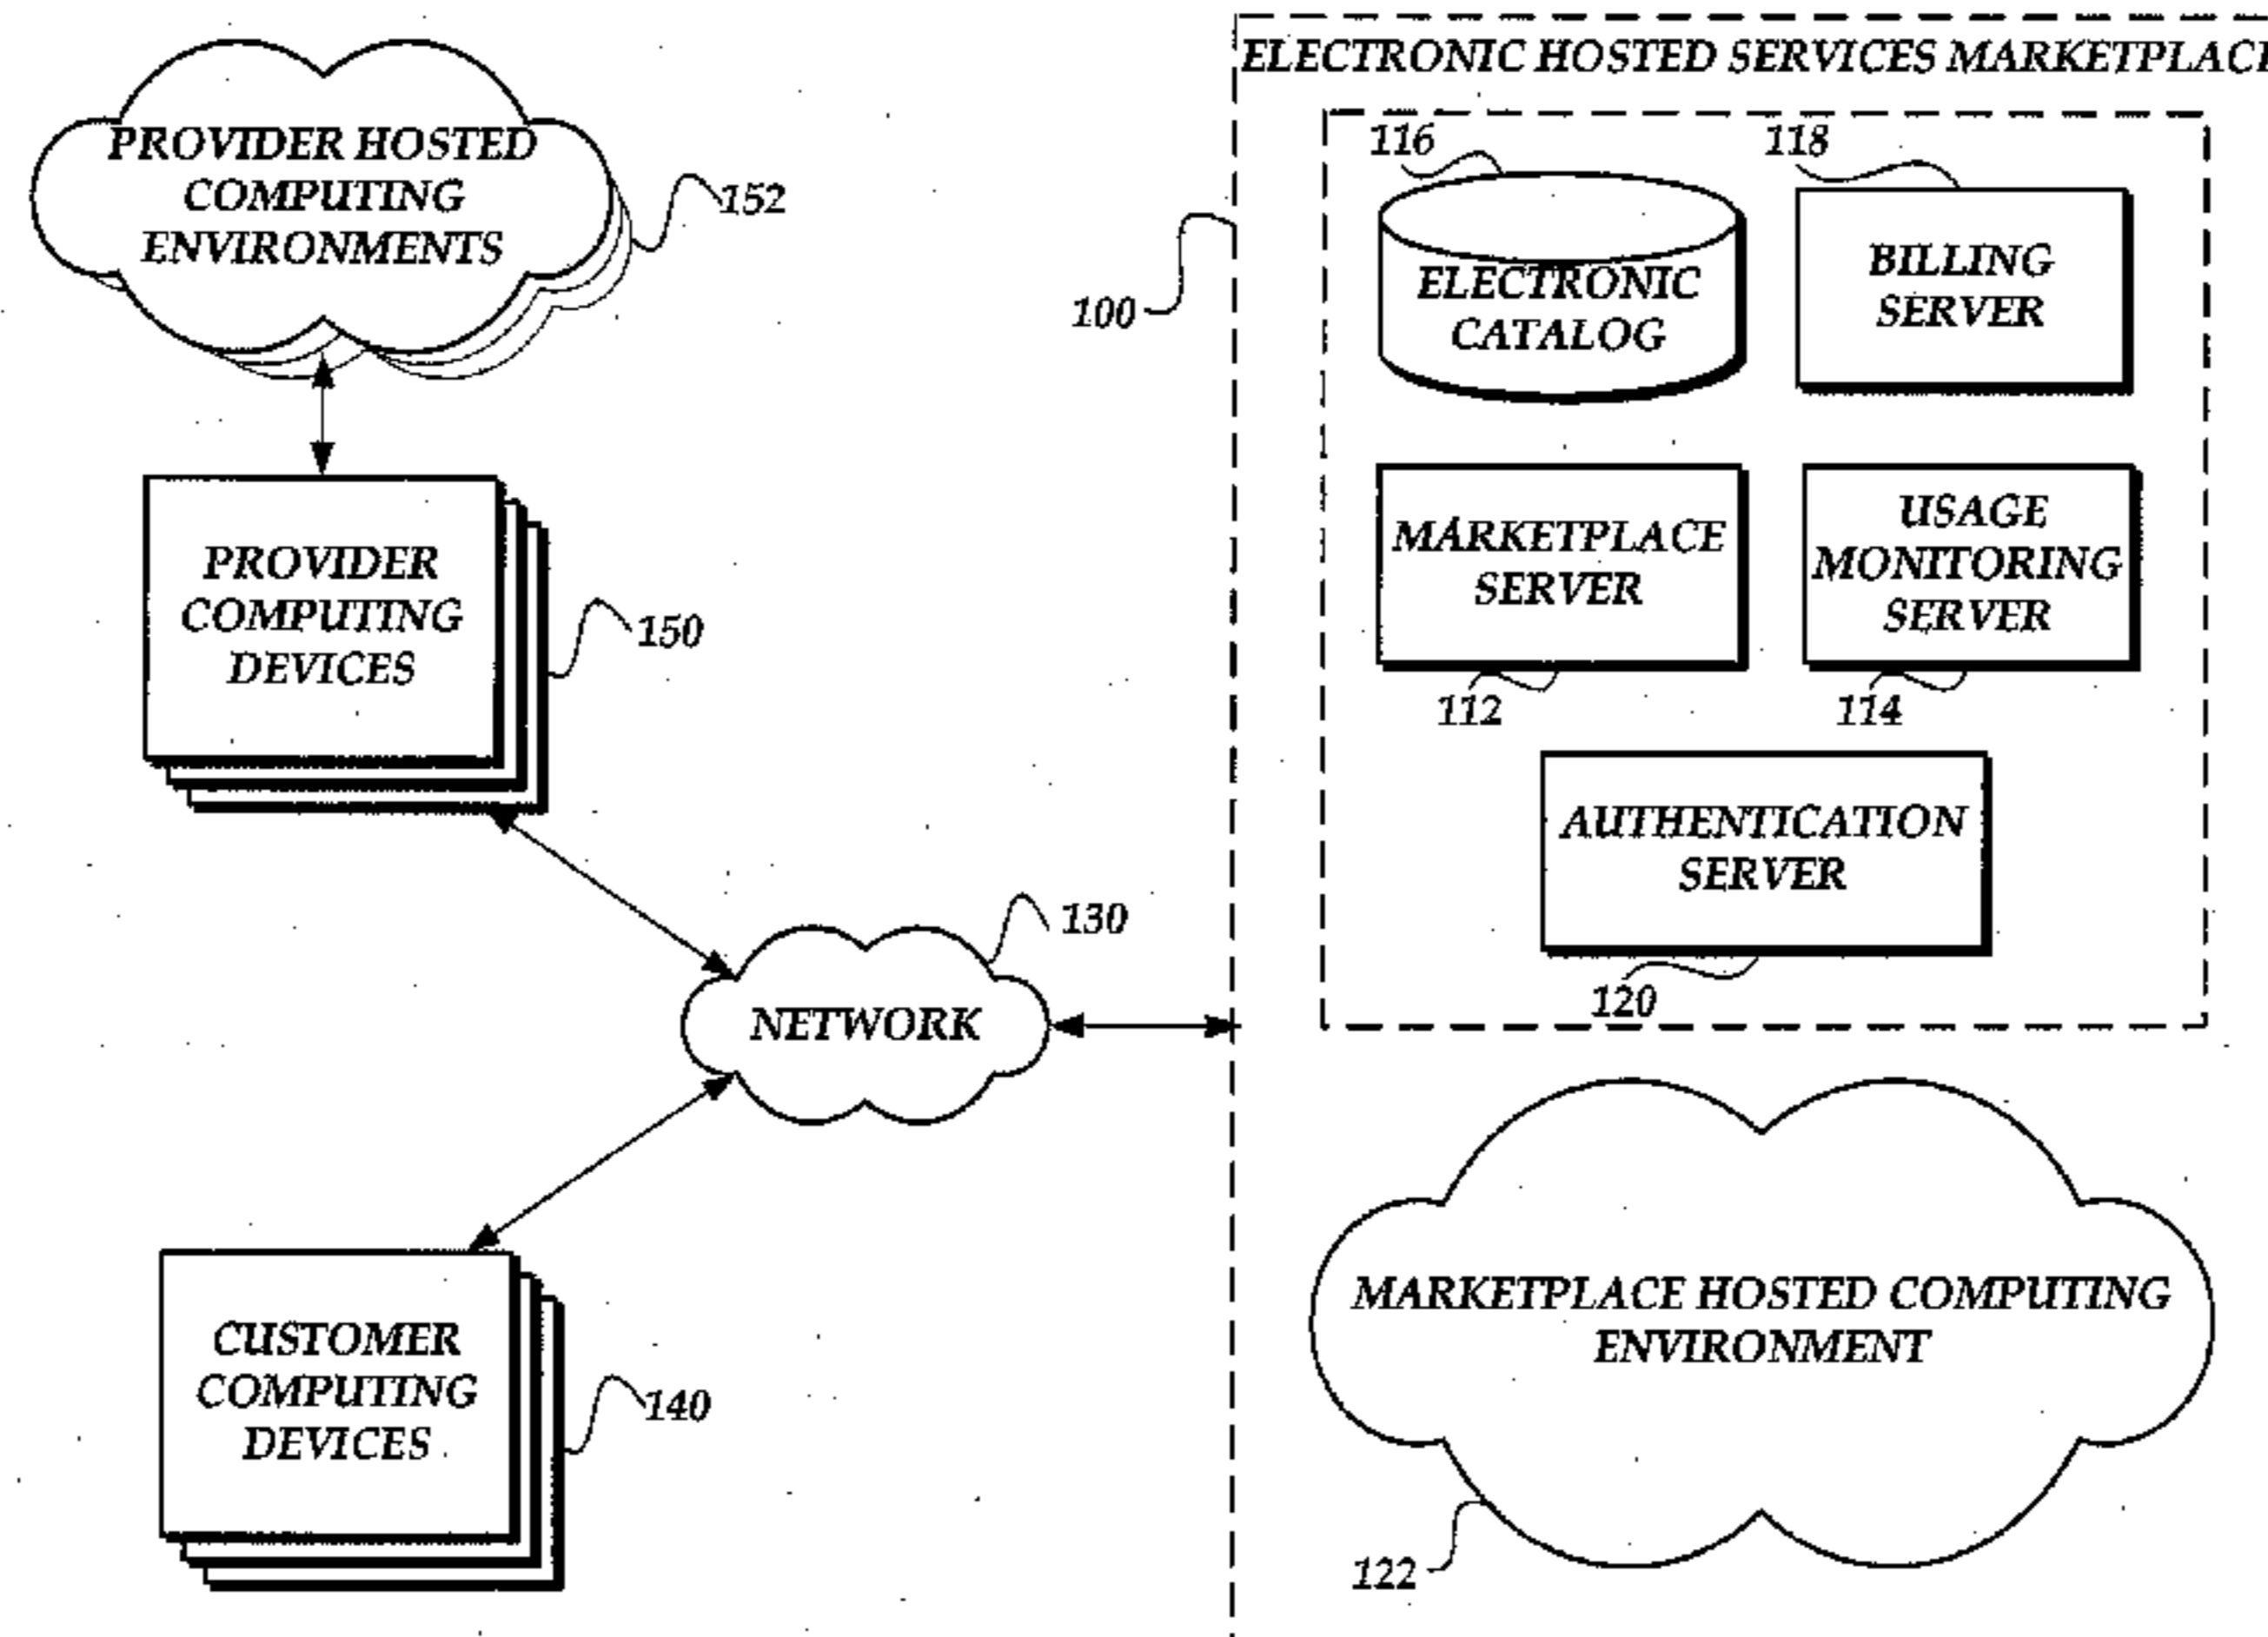 ELECTRONIC HOSTED SERVICES MARKETPLACE
PROVIDER HOSTED
COMPUTING
ENVIRONMENTS
152
100
116
118
ELECTRONIC
CATALOG
BILLING
SERVER
PROVIDER
COMPUTING
DEVICES
150
MARKETPLACE
SERVER
USAGE
MONITORING
SERVER
112
114
AUTHENTICATION
SERVER
120
130
NETWORK
CUSTOMER
COMPUTING
DEVICES
140
MARKETPLACE HOSTED COMPUTING
ENVIRONMENT
122